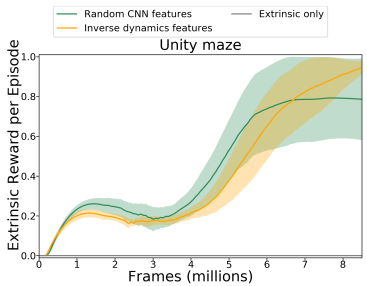 Random CNN features
Extrinsic only
Inverse dynamics features
Unity maze
Extrinsic Reward per Episode
1.0
0.8
0.6
0.4
0.2
0.0
0 1 2 3 4 5 6 7 8
Frames (millions)